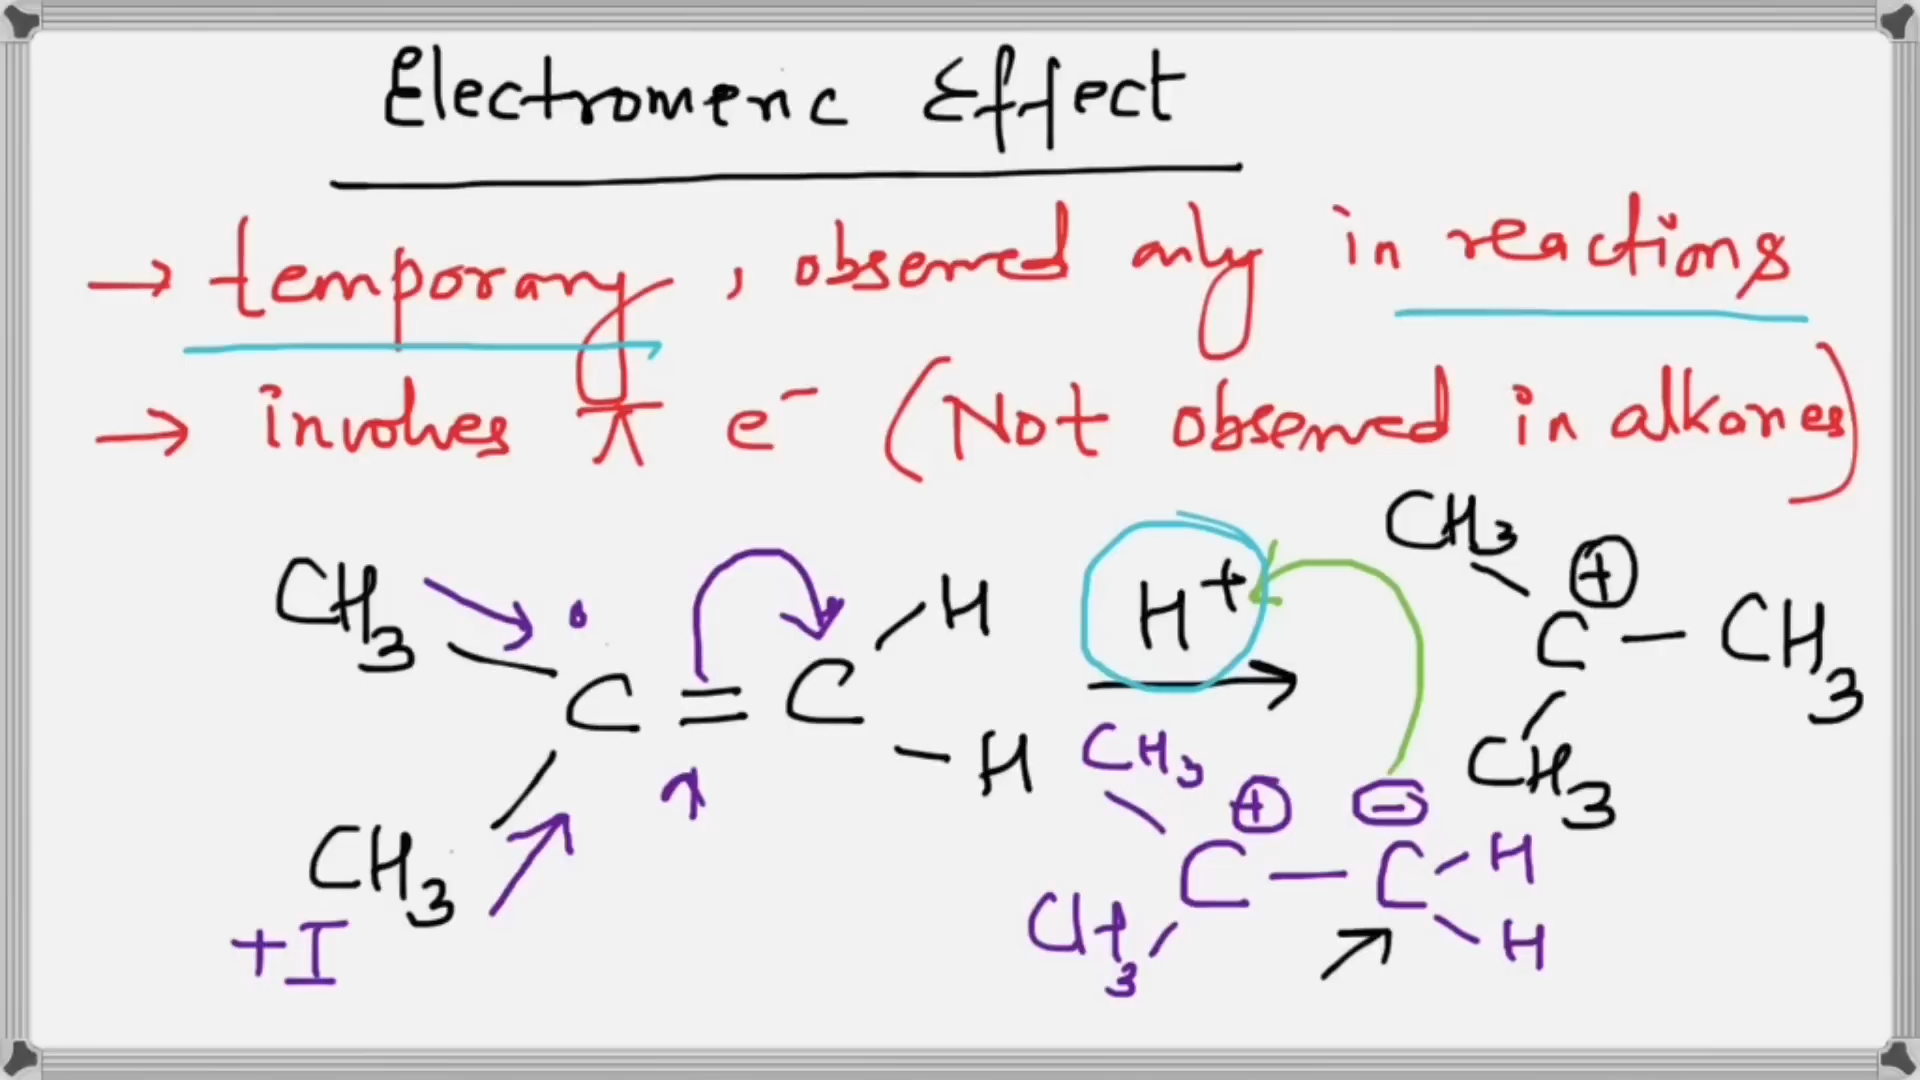 Electromeric Effect
→ temporary, observed only in reactions
→ involves π e⁻ (Not observed in alkanes)
CH3
C = C
H
H
CH3
+I
H+
→
CH3
C ⊕
CH3
CH3
CH3
⊕ ⊖
C — C
H
H
CH3